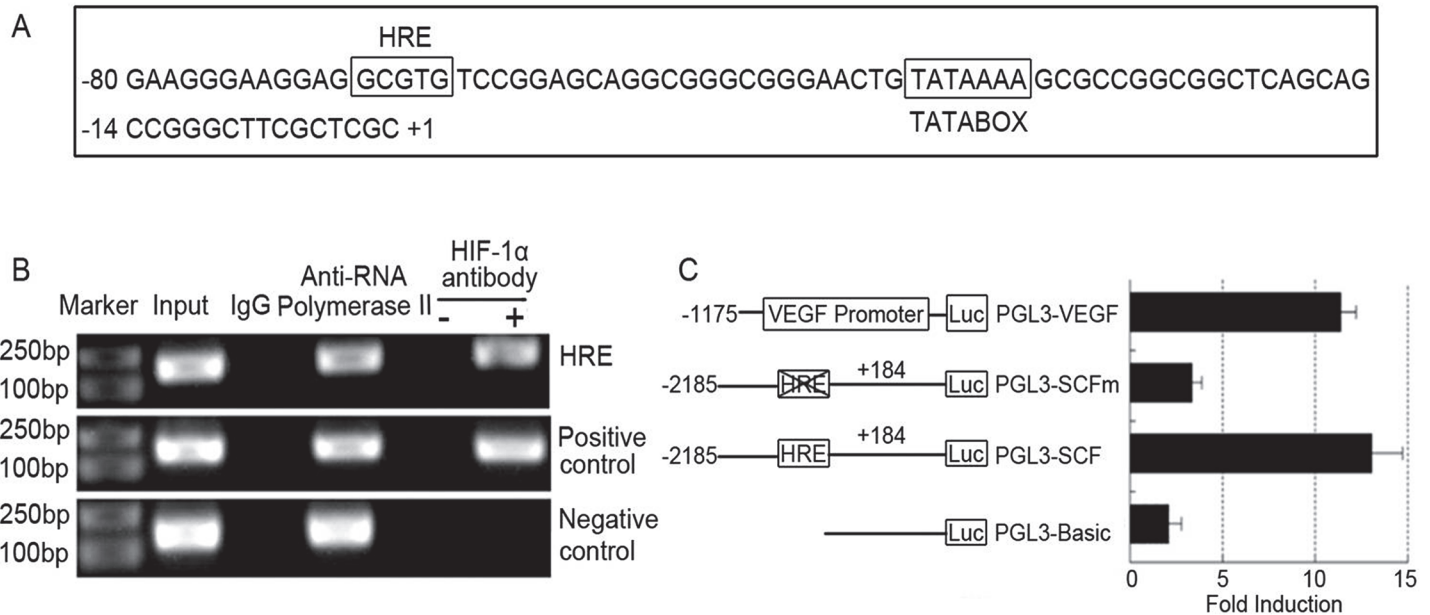 A
HRE
-80 GAAGGGAAGGAG GCGTG TCCGGAGCAGGCGGGCGGGAACTG TATAAAA GCGCCGGCGGCTCAGCAG
-14 CCGGGCTTCGCTCGC +1
TATABOX
B
Marker Input IgG Anti-RNA Polymerase II HIF-1α antibody
- +
250bp
100bp
HRE
250bp
100bp
Positive control
250bp
100bp
Negative control
C
-1175 VEGF Promoter Luc PGL3-VEGF
-2185 HRE +184 Luc PGL3-SCFm
-2185 HRE +184 Luc PGL3-SCF
Luc PGL3-Basic
0 5 10 15
Fold Induction